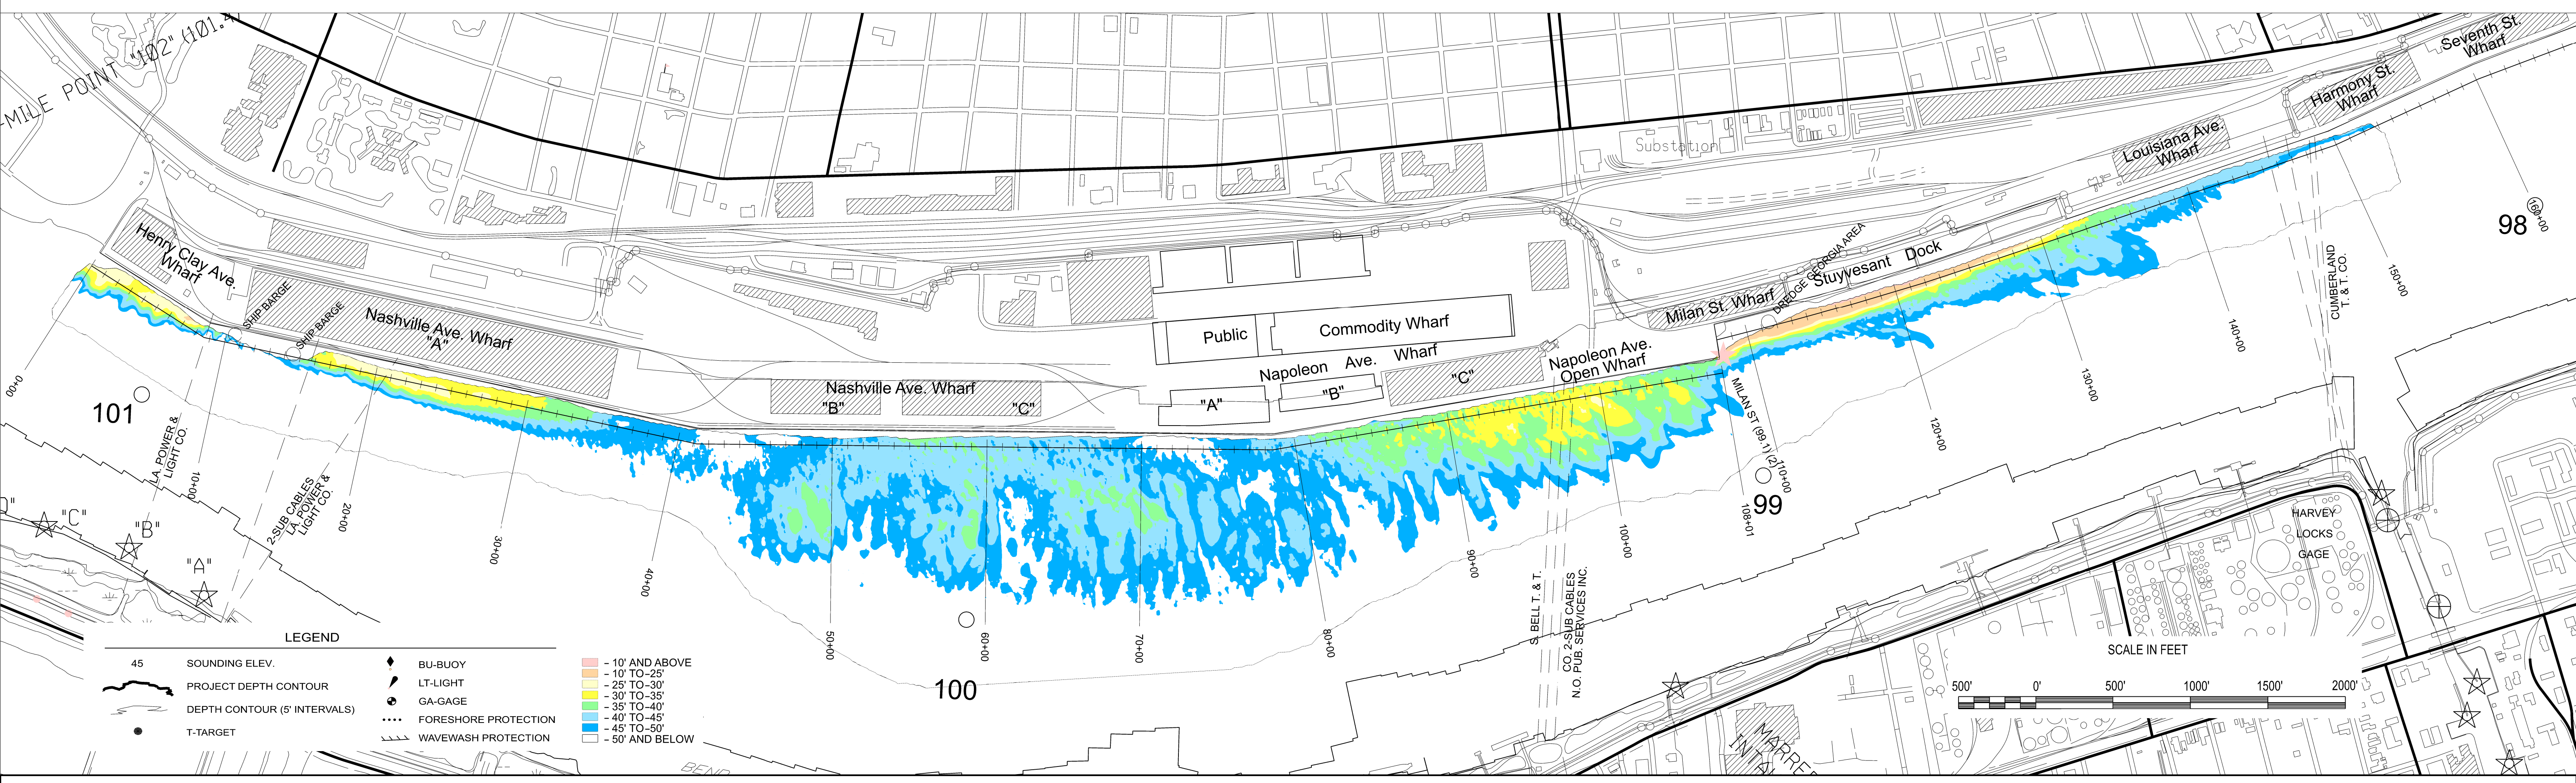 -MILE POINT "102" (101.4)
Henry Clay Ave.
Wharf
SHIP BARGE
SHIP BARGE
Nashville Ave. Wharf
"A"
Nashville Ave. Wharf
"B"
"C"
Public
Commodity Wharf
Napoleon Ave. Wharf
"A"
"B"
"C"
Napoleon Ave.
Open Wharf
Substation
Milan St. Wharf
DREDGE GEORGIA AREA
Stuyvesant Dock
Louisiana Ave.
Wharf
Harmony St.
Wharf
Seventh St.
Wharf
MILAN ST (99.1) (2)
101
100
99
98
0+00
10+00
20+00
30+00
40+00
50+00
60+00
70+00
80+00
90+00
100+00
108+01
110+00
120+00
130+00
140+00
150+00
160+00
LA. POWER &
LIGHT CO.
2-SUB CABLES
LA. POWER &
LIGHT CO.
S. BELL T. & T.
CO. 2-SUB CABLES
N.O. PUB. SERVICES INC.
CUMBERLAND
T. & T. CO.
"C"
"B"
"A"
HARVEY
LOCKS
GAGE
LEGEND
45 SOUNDING ELEV.
PROJECT DEPTH CONTOUR
DEPTH CONTOUR (5' INTERVALS)
T-TARGET
BU-BUOY
LT-LIGHT
GA-GAGE
FORESHORE PROTECTION
WAVEWASH PROTECTION
– 10' AND ABOVE
– 10' TO–25'
– 25' TO–30'
– 30' TO–35'
– 35' TO–40'
– 40' TO–45'
– 45' TO–50'
– 50' AND BELOW
SCALE IN FEET
500' 0' 500' 1000' 1500' 2000'